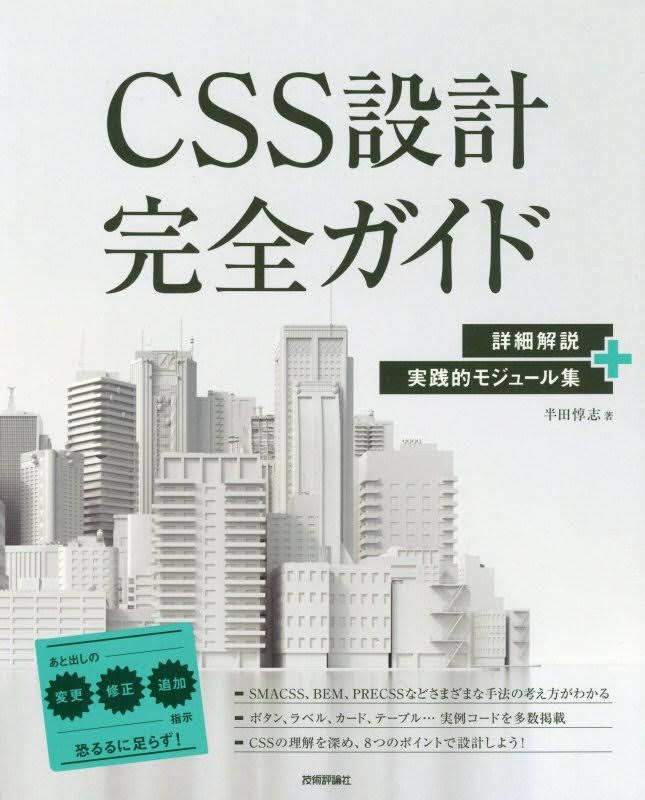 CSS設計
完全ガイド
詳細解説
実践的モジュール集
半田惇志 著
あと出しの
変更 修正 追加
指示
恐るるに足らず！
SMACSS、BEM、PRECSSなどさまざまな手法の考え方がわかる
ボタン、ラベル、カード、テーブル… 実例コードを多数掲載
CSSの理解を深め、8つのポイントで設計しよう！
技術評論社